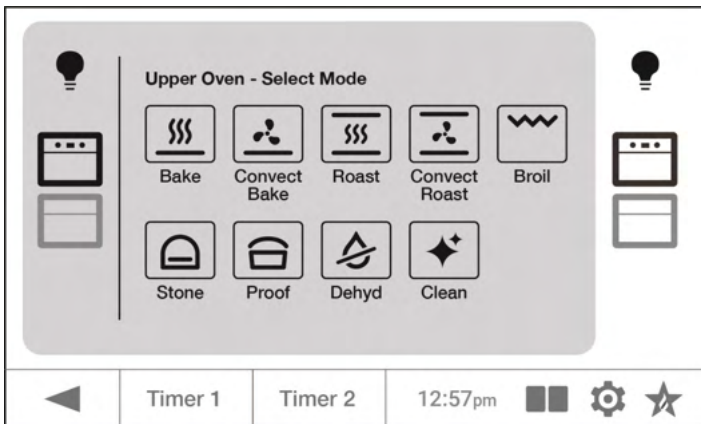 Upper Oven - Select Mode
Bake
Convect
Bake
Roast
Convect
Roast
Broil
Stone
Proof
Dehyd
Clean
Timer 1
Timer 2
12:57pm